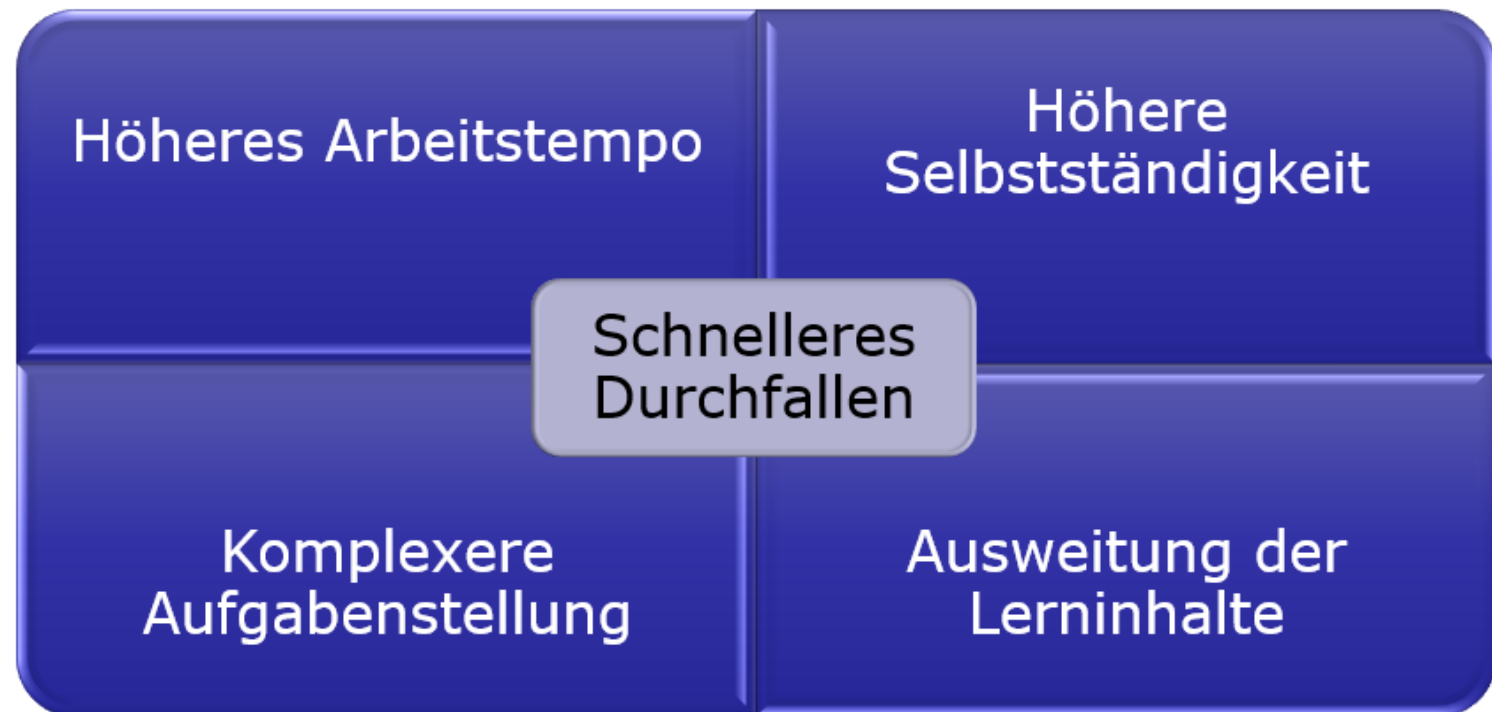 Höheres Arbeitstempo
Höhere
Selbstständigkeit
Schnelleres
Durchfallen
Komplexere
Aufgabenstellung
Ausweitung der
Lerninhalte